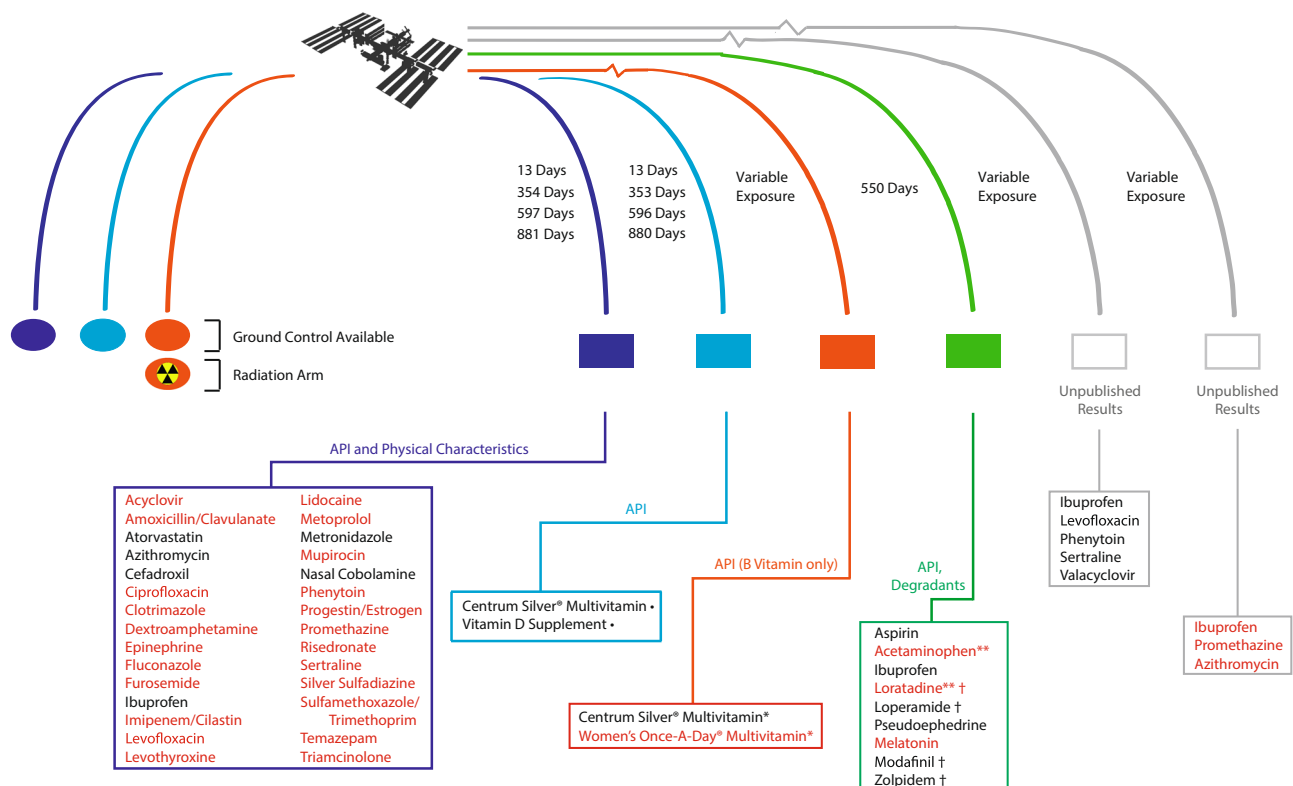 13 Days
354 Days
597 Days
881 Days
13 Days
353 Days
596 Days
880 Days
Variable
Exposure
550 Days
Variable
Exposure
Variable
Exposure
Ground Control Available
Radiation Arm
Unpublished
Results
Unpublished
Results
API and Physical Characteristics
Acyclovir
Amoxicillin/Clavulanate
Atorvastatin
Azithromycin
Cefadroxil
Ciprofloxacin
Clotrimazole
Dextroamphetamine
Epinephrine
Fluconazole
Furosemide
Ibuprofen
Imipenem/Cilastin
Levofloxacin
Levothyroxine
Lidocaine
Metoprolol
Metronidazole
Mupirocin
Nasal Cobolamine
Phenytoin
Progestin/Estrogen
Promethazine
Risedronate
Sertraline
Silver Sulfadiazine
Sulfamethoxazole/
Trimethoprim
Temazepam
Triamcinolone
API
Centrum Silver® Multivitamin •
Vitamin D Supplement •
API (B Vitamin only)
Centrum Silver® Multivitamin*
Women's Once-A-Day® Multivitamin*
API,
Degradants
Aspirin
Acetaminophen**
Ibuprofen
Loratadine** †
Loperamide †
Pseudoephedrine
Melatonin
Modafinil †
Zolpidem †
Ibuprofen
Levofloxacin
Phenytoin
Sertraline
Valacyclovir
Ibuprofen
Promethazine
Azithromycin